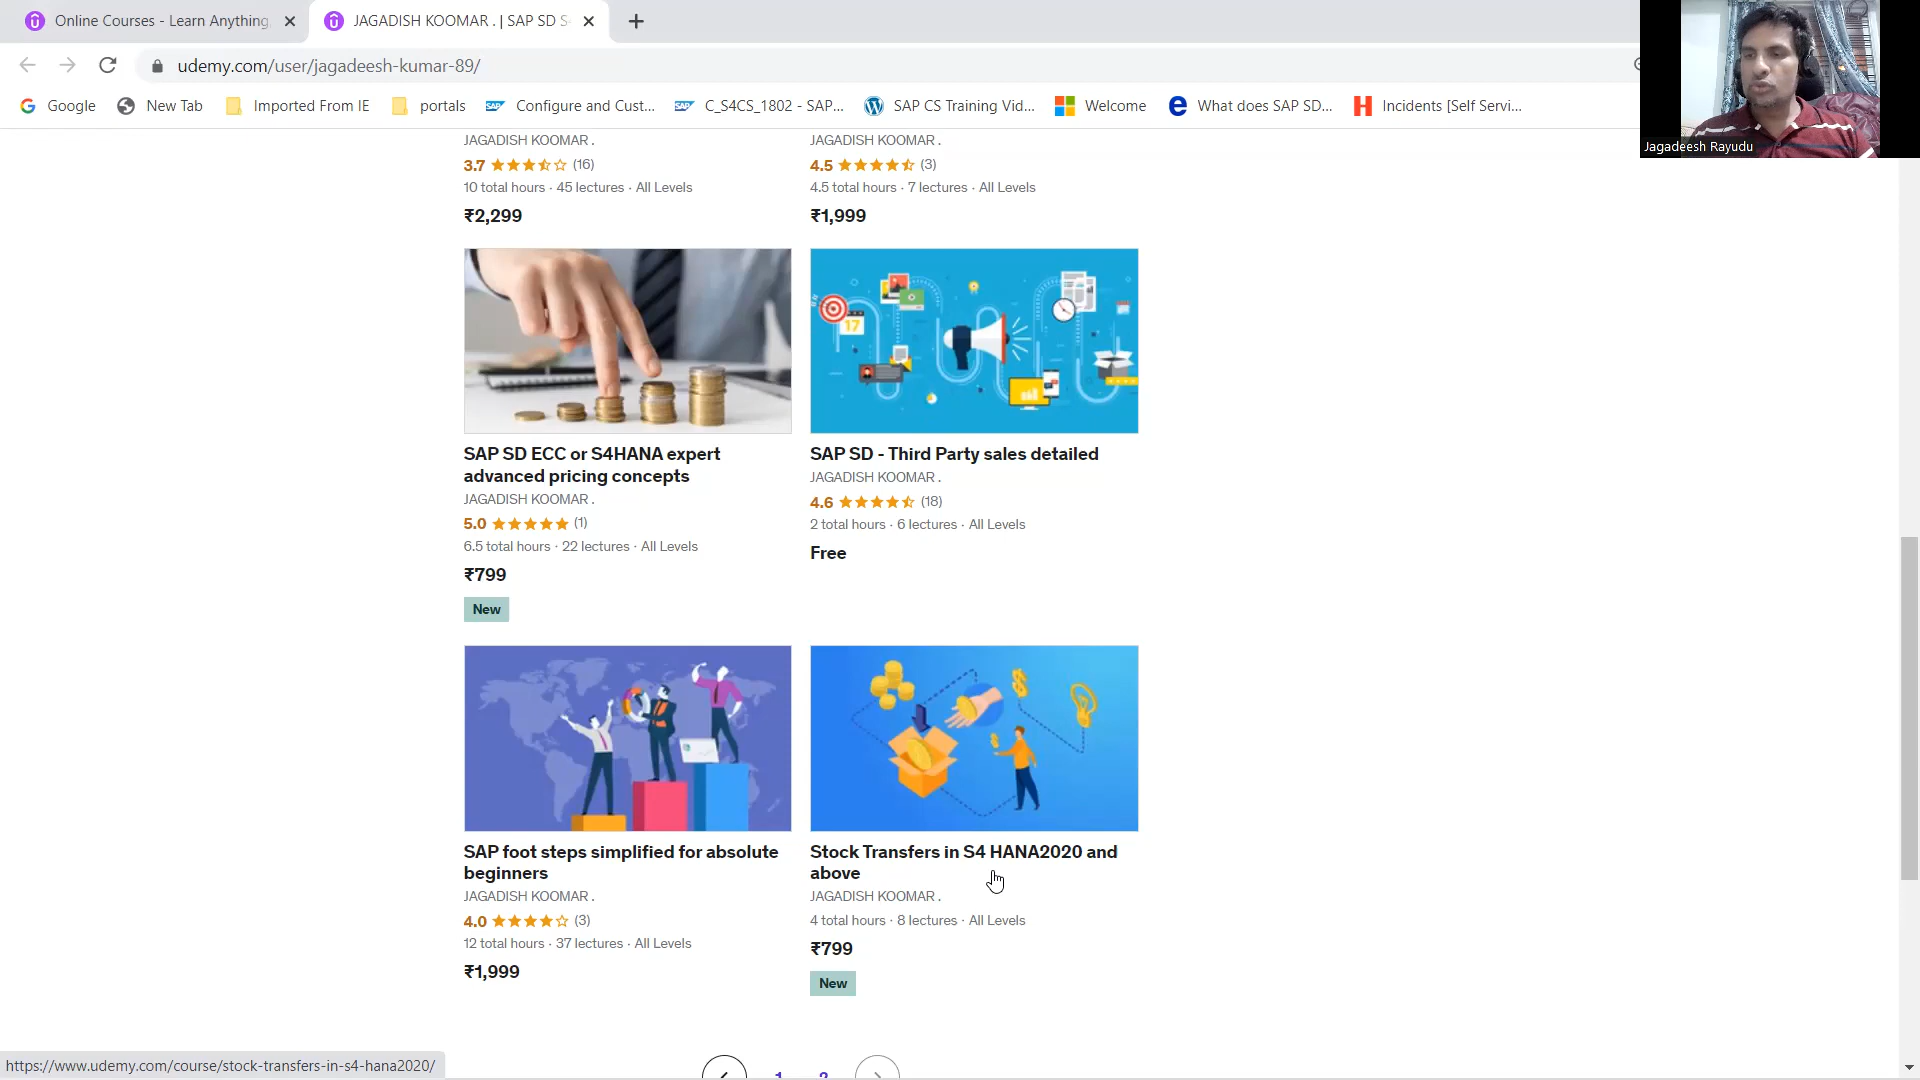 Online Courses - Learn Anything
JAGADISH KOOMAR . | SAP SD S
udemy.com/user/jagadeesh-kumar-89/
Google
New Tab
Imported From IE
portals
Configure and Cust...
C_S4CS_1802 - SAP...
SAP CS Training Vid...
Welcome
What does SAP SD...
Incidents [Self Servi...
Jagadeesh Rayudu
JAGADISH KOOMAR .
3.7 (16)
10 total hours · 45 lectures · All Levels
₹2,299
JAGADISH KOOMAR .
4.5 (3)
4.5 total hours · 7 lectures · All Levels
₹1,999
17
SAP SD ECC or S4HANA expert
advanced pricing concepts
JAGADISH KOOMAR .
5.0 (1)
6.5 total hours · 22 lectures · All Levels
₹799
New
SAP SD - Third Party sales detailed
JAGADISH KOOMAR .
4.6 (18)
2 total hours · 6 lectures · All Levels
Free
SAP foot steps simplified for absolute
beginners
JAGADISH KOOMAR .
4.0 (3)
12 total hours · 37 lectures · All Levels
₹1,999
Stock Transfers in S4 HANA2020 and
above
JAGADISH KOOMAR .
4 total hours · 8 lectures · All Levels
₹799
New
1 2
https://www.udemy.com/course/stock-transfers-in-s4-hana2020/